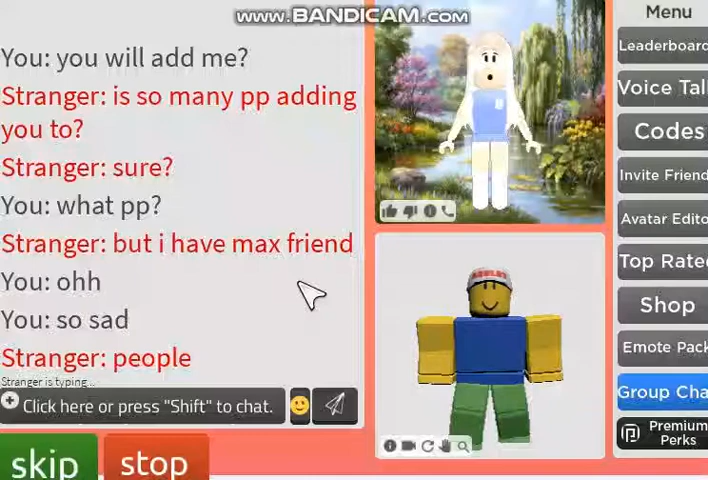 www.BANDICAM.com
You: you will add me?
Stranger: is so many pp adding
you to?
Stranger: sure?
You: what pp?
Stranger: but i have max friend
You: ohh
You: so sad
Stranger: people
Stranger is typing...
Click here or press "Shift" to chat.
skip
stop
Menu
Leaderboard
Voice Tal
Codes
Invite Friend
Avatar Edito
Top Rate
Shop
Emote Pack
Group Cha
Premium
Perks